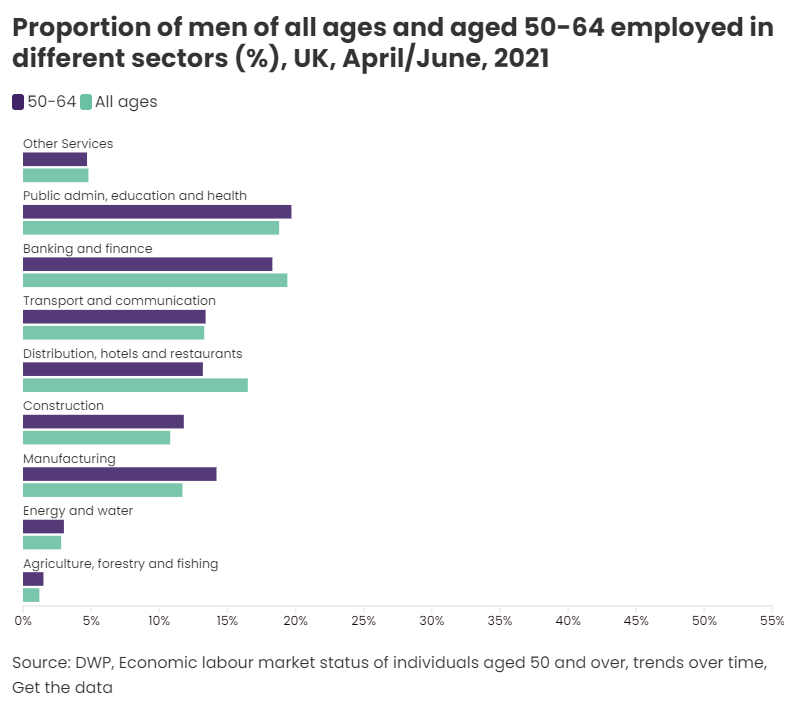 Proportion of men of all ages and aged 50-64 employed in
different sectors (%), UK, April/June, 2021
50-64 All ages
Other Services
Public admin, education and health
Banking and finance
Transport and communication
Distribution, hotels and restaurants
Construction
Manufacturing
Energy and water
Agriculture, forestry and fishing
0% 5% 10% 15% 20% 25% 30% 35% 40% 45% 50% 55%
Source: DWP, Economic labour market status of individuals aged 50 and over, trends over time,
Get the data